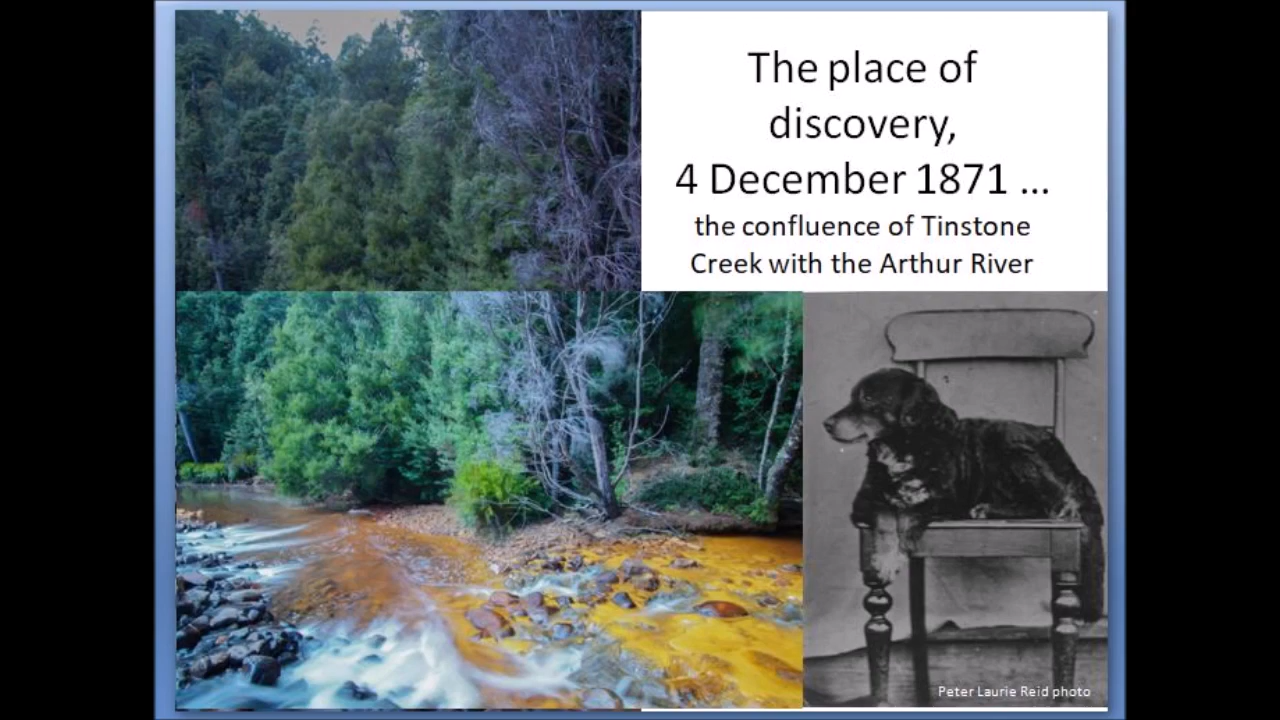 The place of
discovery,
4 December 1871 ...
the confluence of Tinstone
Creek with the Arthur River
Peter Laurie Reid photo